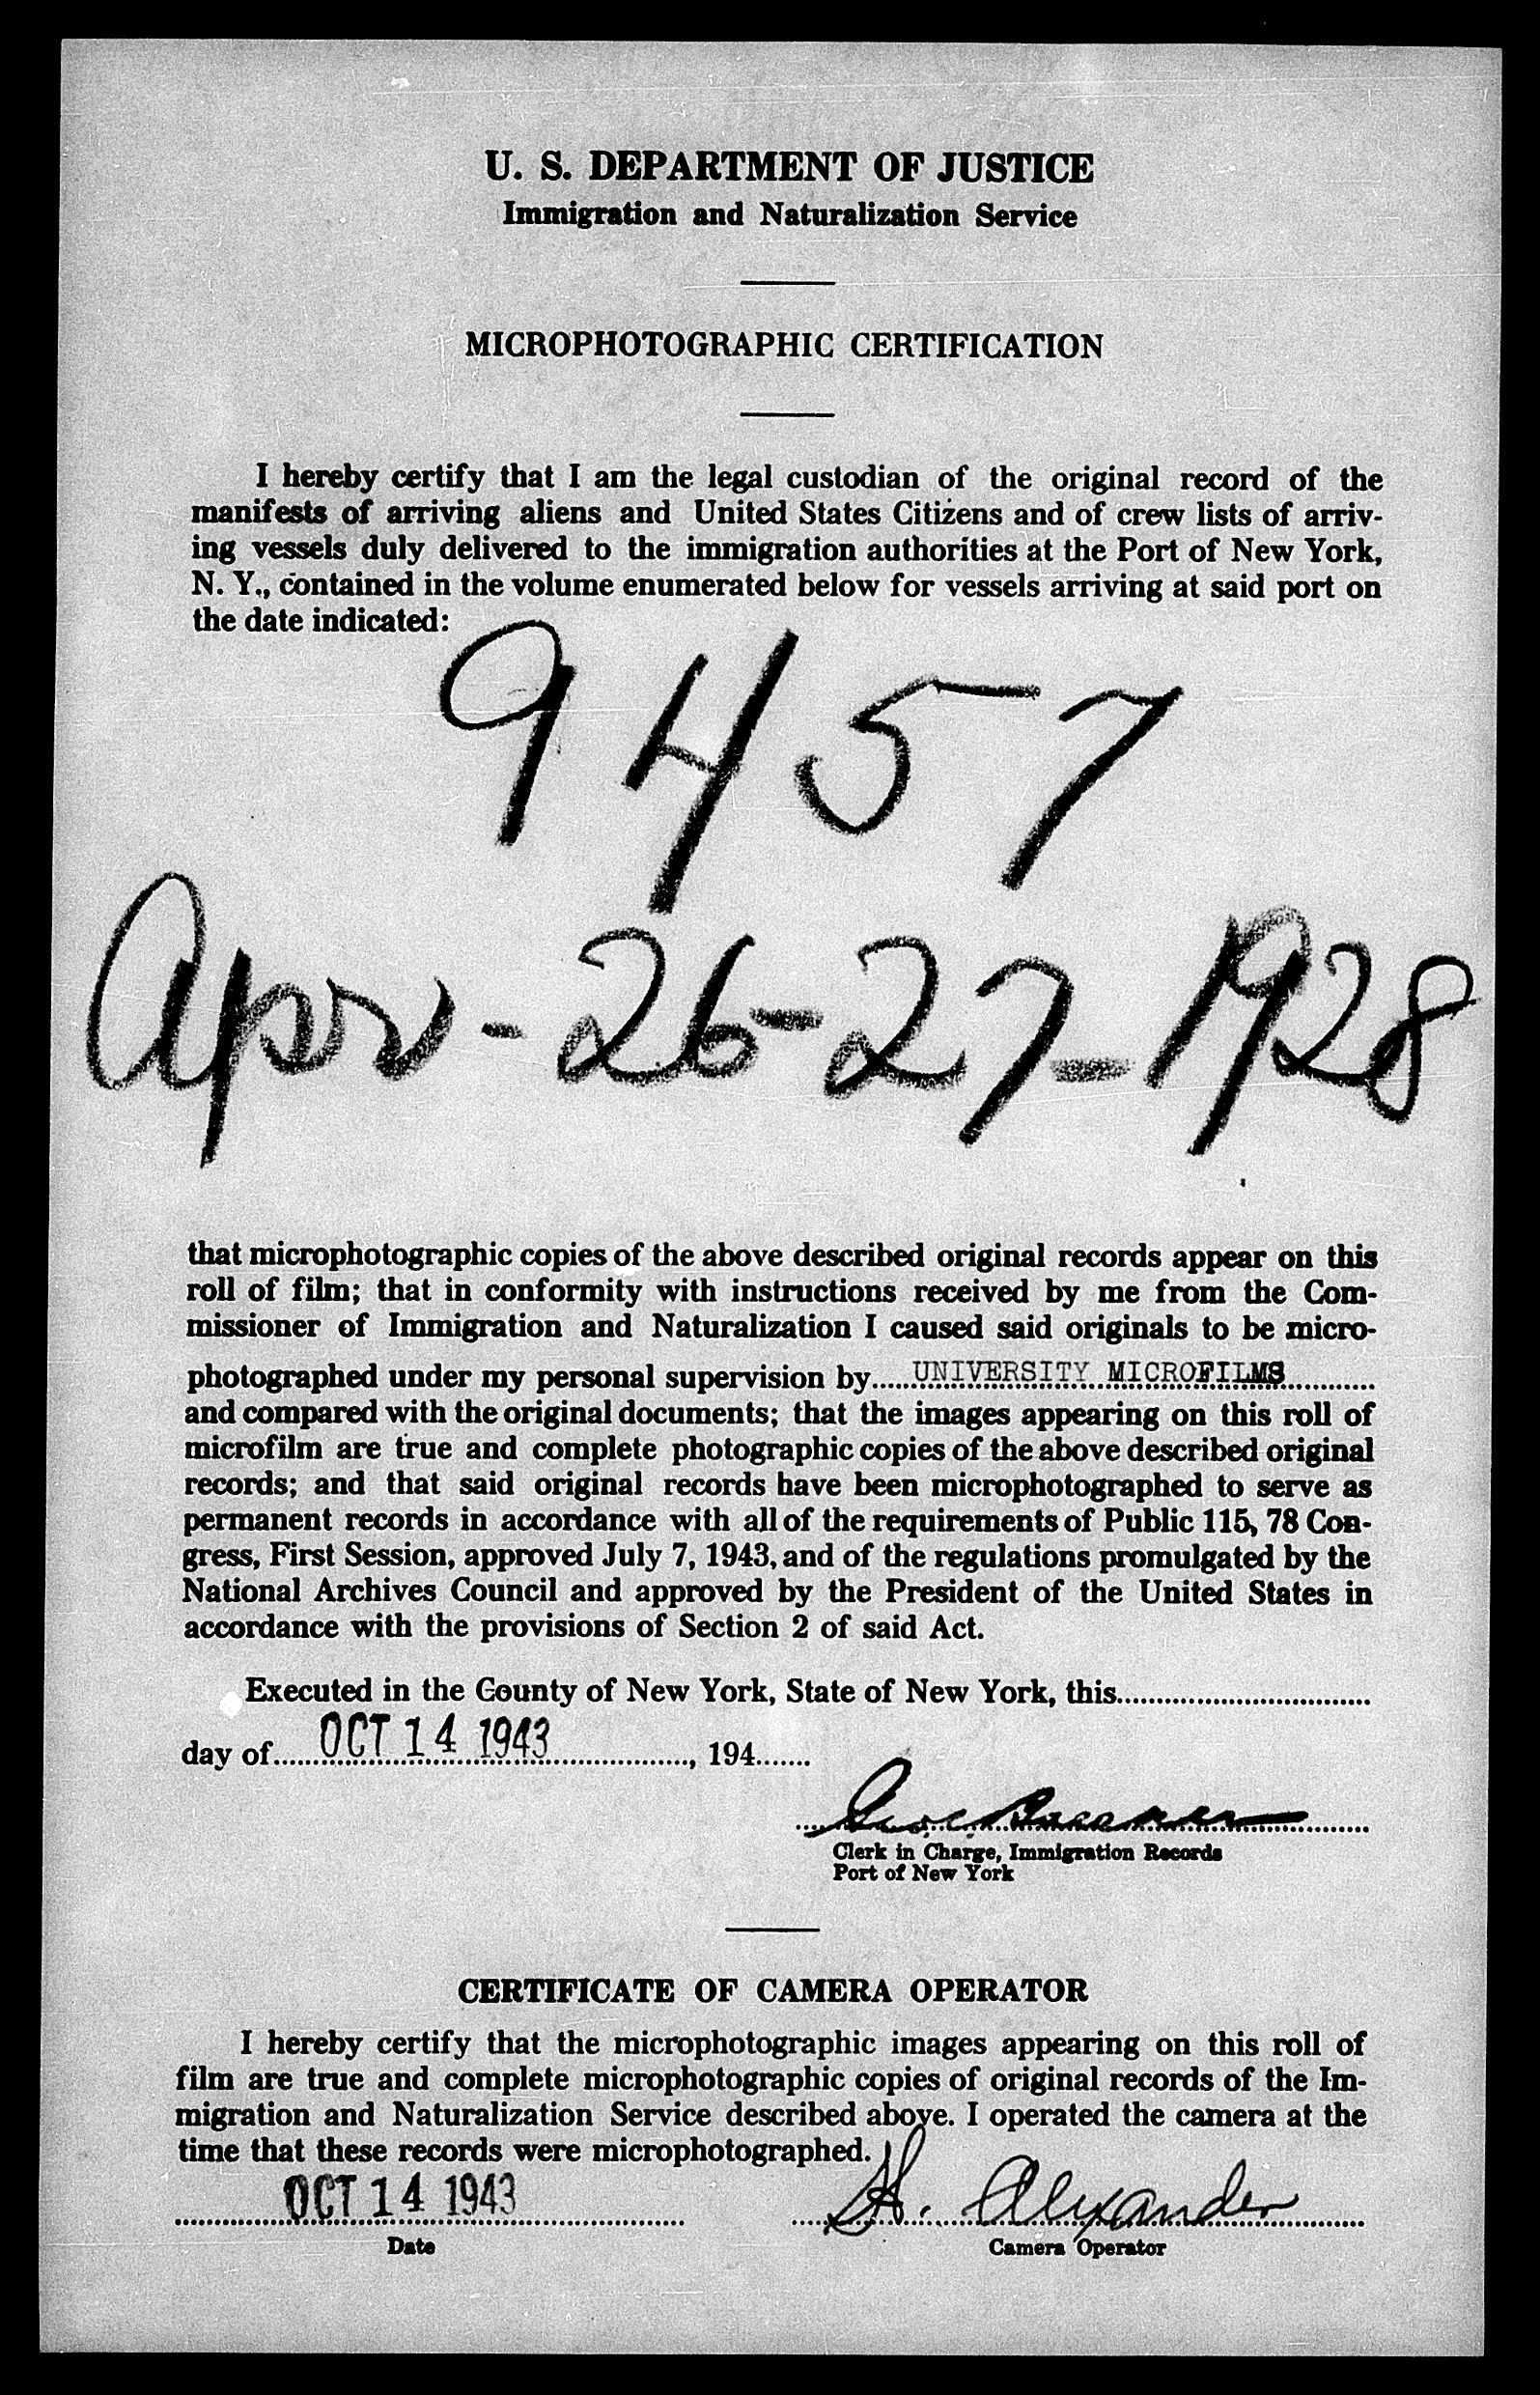 U. S. DEPARTMENT OF JUSTICE
Immigration and Naturalization Service
MICROPHOTOGRAPHIC CERTIFICATION
I hereby certify that I am the legal custodian of the original record of the
manifests of arriving aliens and United States Citizens and of crew lists of arriv-
ing vessels duly delivered to the immigration authorities at the Port of New York,
N. Y., contained in the volume enumerated below for vessels arriving at said port on
the date indicated:
9457
Apr - 26-27-1928
that microphotographic copies of the above described original records appear on this
roll of film; that in conformity with instructions received by me from the Com-
missioner of Immigration and Naturalization I caused said originals to be micro-
photographed under my personal supervision by UNIVERSITY MICROFILMS
and compared with the original documents; that the images appearing on this roll of
microfilm are true and complete photographic copies of the above described original
records; and that said original records have been microphotographed to serve as
permanent records in accordance with all of the requirements of Public 115, 78 Con-
gress, First Session, approved July 7, 1943, and of the regulations promulgated by the
National Archives Council and approved by the President of the United States in
accordance with the provisions of Section 2 of said Act.
Executed in the County of New York, State of New York, this
day of OCT 14 1943, 194
Clerk in Charge, Immigration Records
Port of New York
CERTIFICATE OF CAMERA OPERATOR
I hereby certify that the microphotographic images appearing on this roll of
film are true and complete microphotographic copies of original records of the Im-
migration and Naturalization Service described above. I operated the camera at the
time that these records were microphotographed.
OCT 14 1943 H. Alexander
Date Camera Operator